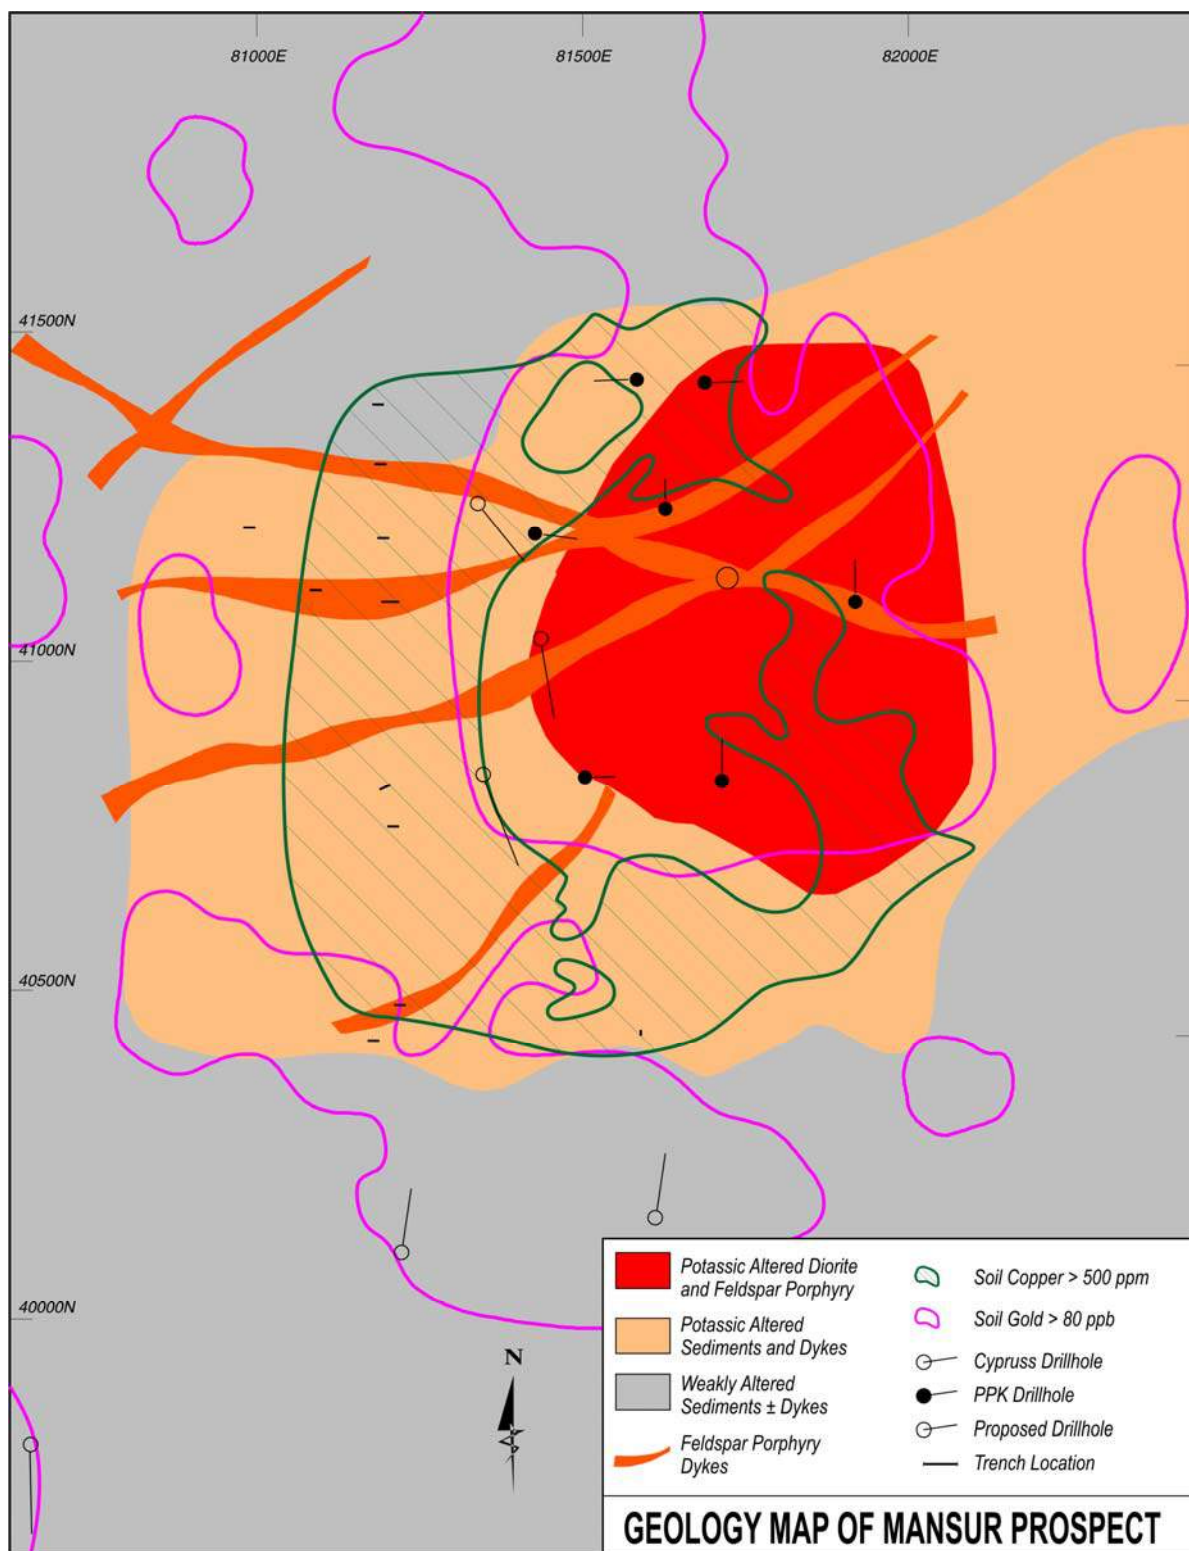 81000E
81500E
82000E
41500N
41000N
40500N
40000N
N
Potassic Altered Diorite
and Feldspar Porphyry
Potassic Altered
Sediments and Dykes
Weakly Altered
Sediments ± Dykes
Feldspar Porphyry
Dykes
Soil Copper > 500 ppm
Soil Gold > 80 ppb
Cypruss Drillhole
PPK Drillhole
Proposed Drillhole
Trench Location
GEOLOGY MAP OF MANSUR PROSPECT